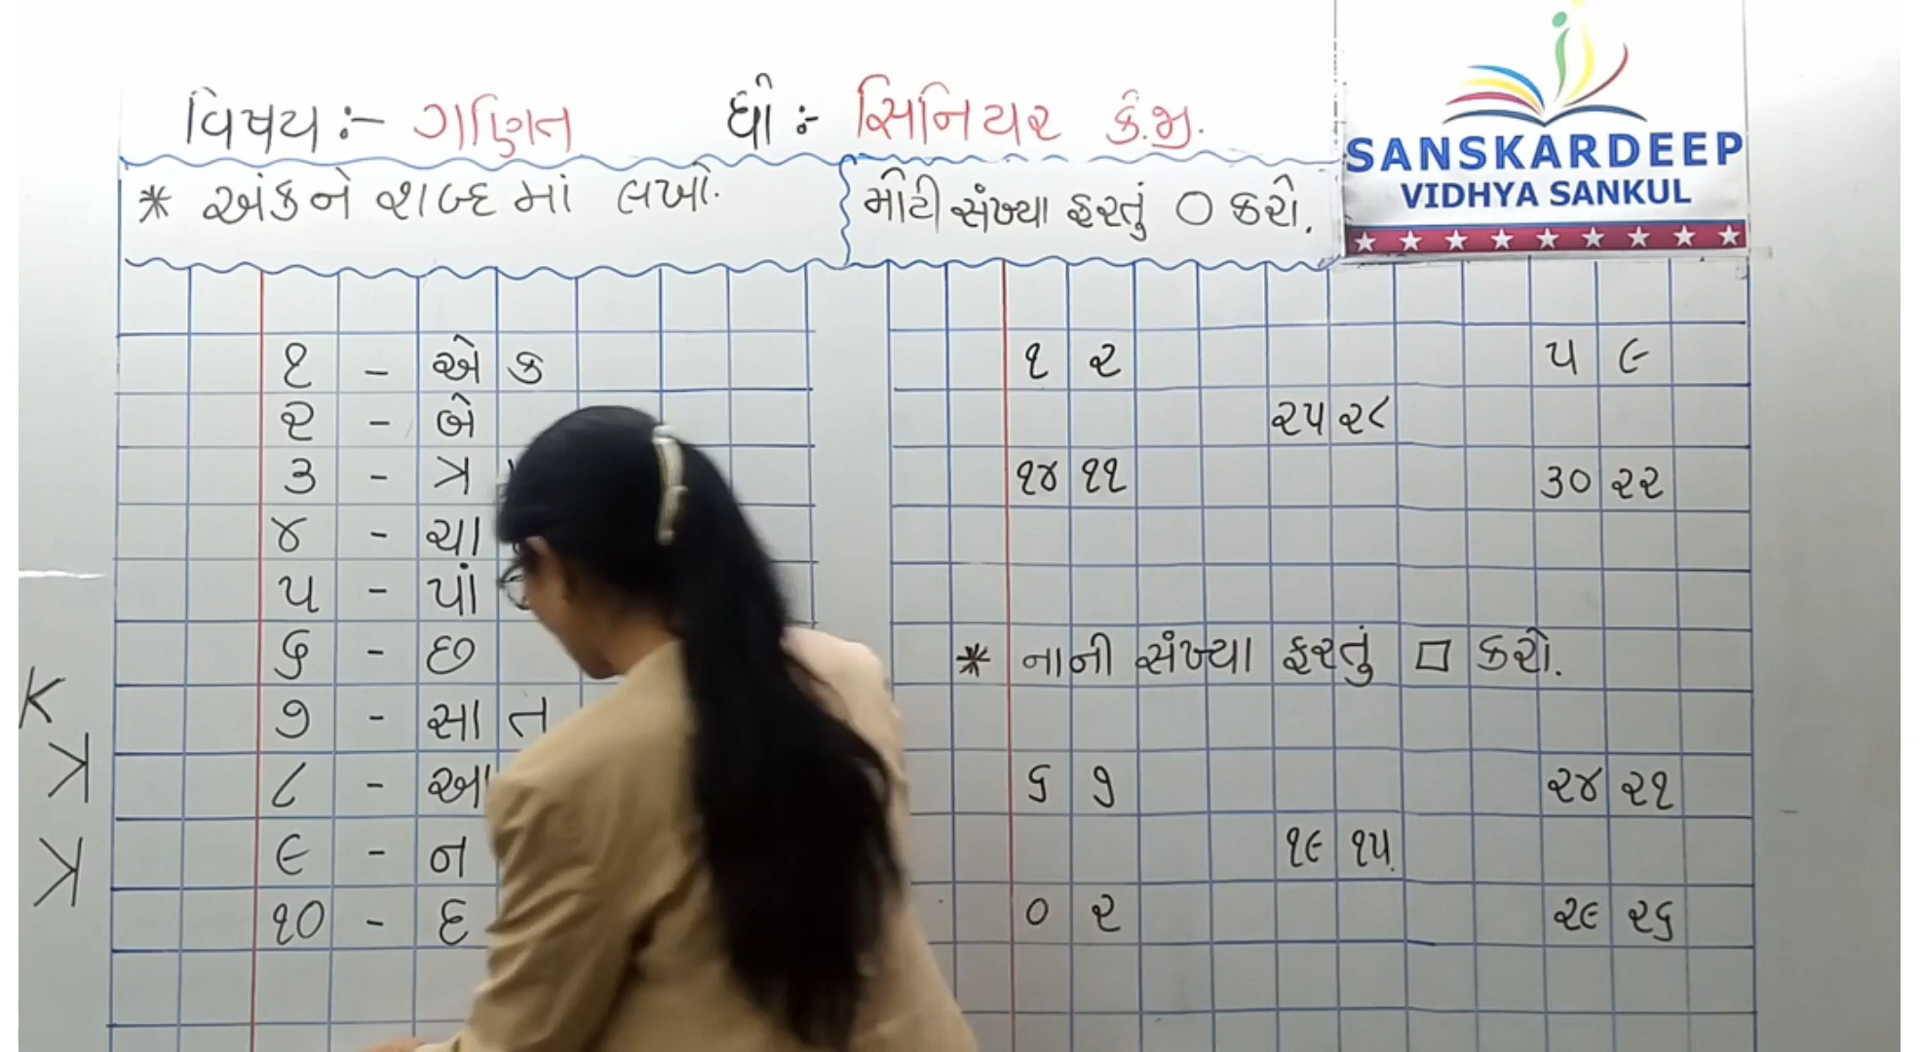 વિષય :- ગણિત
ધો :- સિનિયર કે.જી.
SANSKARDEEP
VIDHYA SANKUL
* અંકને શબ્દમાં લખો.
મોટી સંખ્યા ફરતું ○ કરો.
૧ - એક
૨ - બે
૩ - ત્ર
૪ - ચા
૫ - પાં
૬ - છ
૭ - સાત
૮ - આ
૯ - ન
૧૦ - દ
૧ ૨
૫ ૯
૨૫ ૨૮
૧૪ ૧૧
૩૦ ૨૨
* નાની સંખ્યા ફરતું □ કરો.
૬ ૭
૨૪ ૨૧
૧૯ ૧૫
૦ ૨
૨૯ ૨૬
K